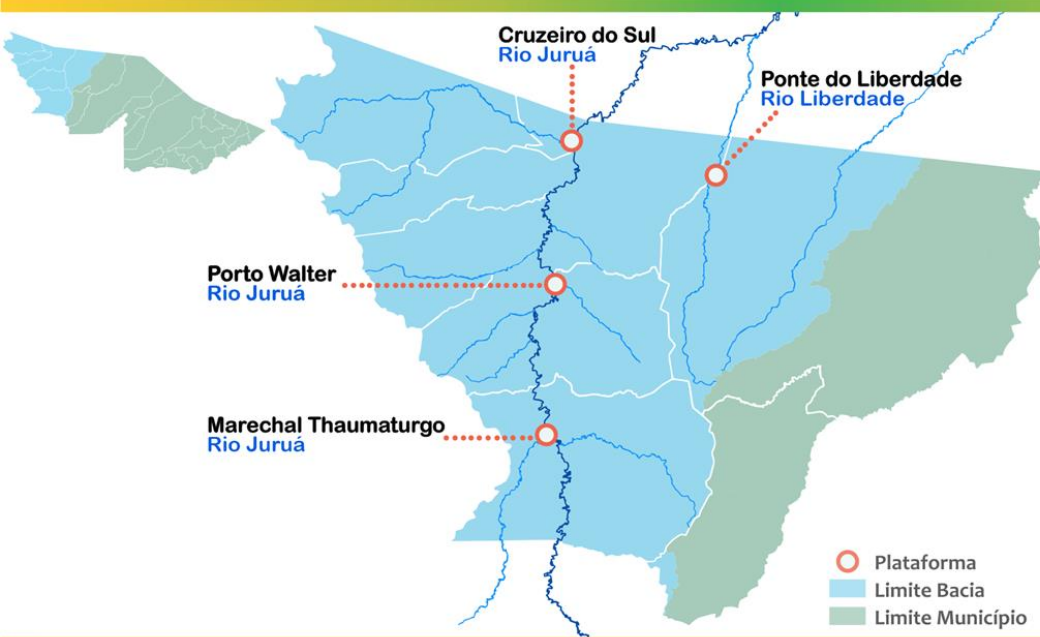 Cruzeiro do Sul
Rio Juruá
Ponte do Liberdade
Rio Liberdade
Porto Walter
Rio Juruá
Marechal Thaumaturgo
Rio Juruá
Plataforma
Limite Bacia
Limite Município